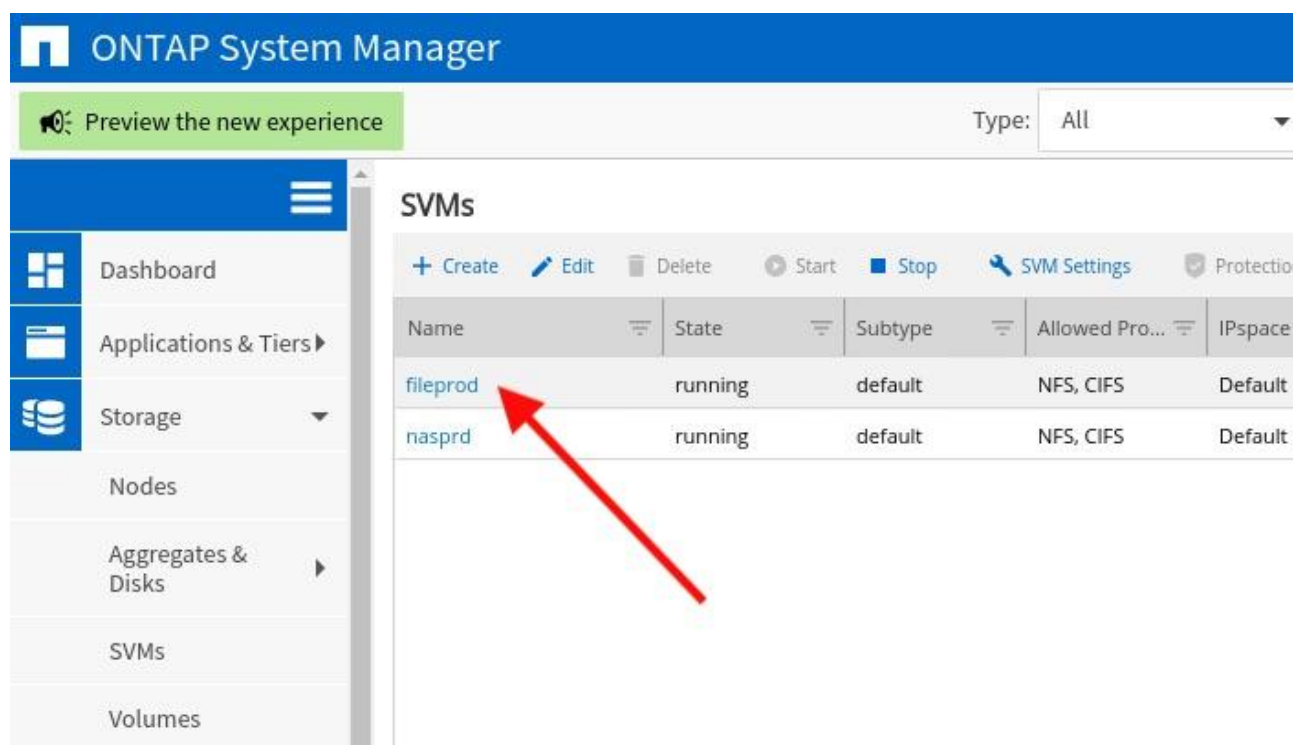 ONTAP System Manager
Preview the new experience
Type: All
SVMs
+ Create Edit Delete Start Stop SVM Settings Protectio
Name State Subtype Allowed Pro... IPspace
fileprod running default NFS, CIFS Default
nasprd running default NFS, CIFS Default
Dashboard
Applications & Tiers
Storage
Nodes
Aggregates &
Disks
SVMs
Volumes